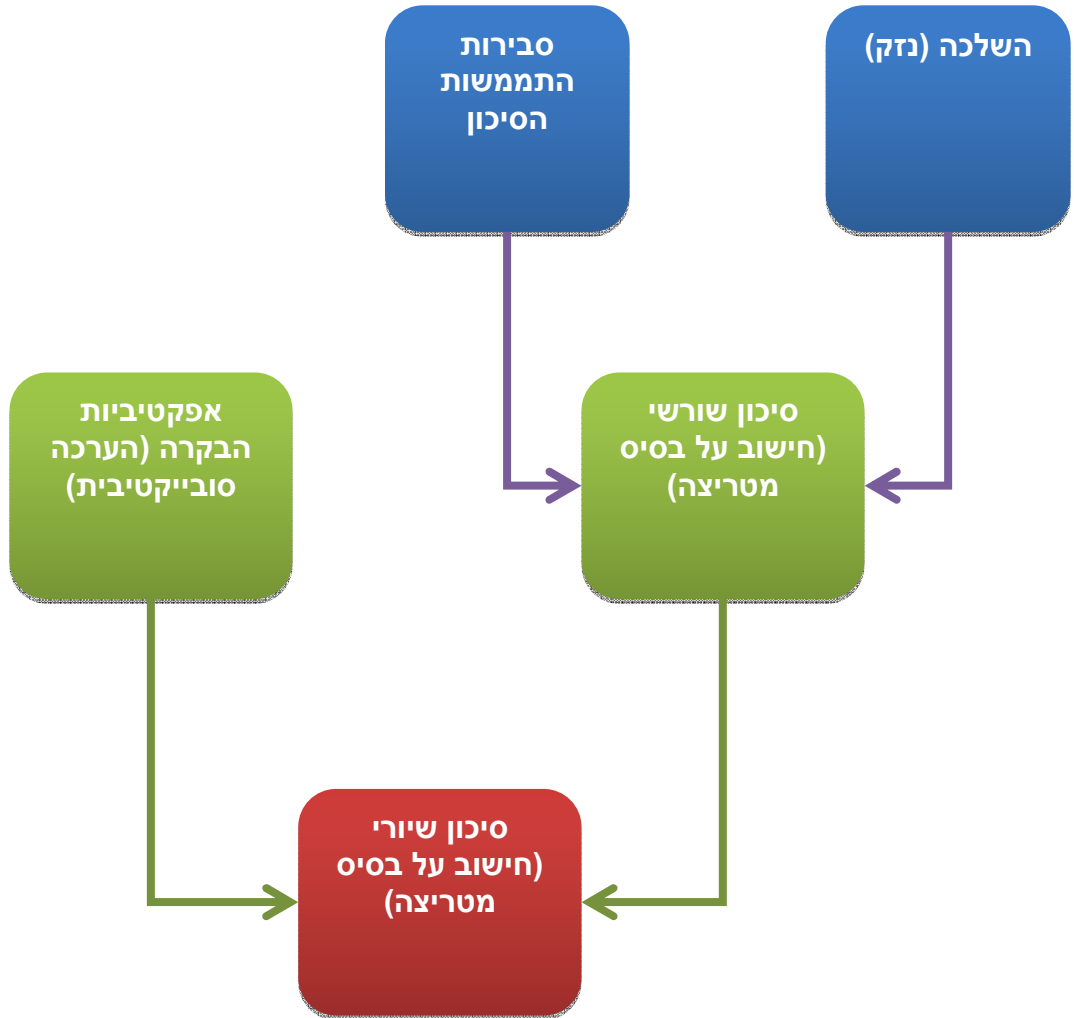 השלכה (נזק)
סבירות
התממשות
הסיכון
סיכון שורשי
(חישוב על בסיס
מטריצה)
אפקטיביות
הבקרה (הערכה
סובייקטיבית)
סיכון שיורי
(חישוב על בסיס
מטריצה)